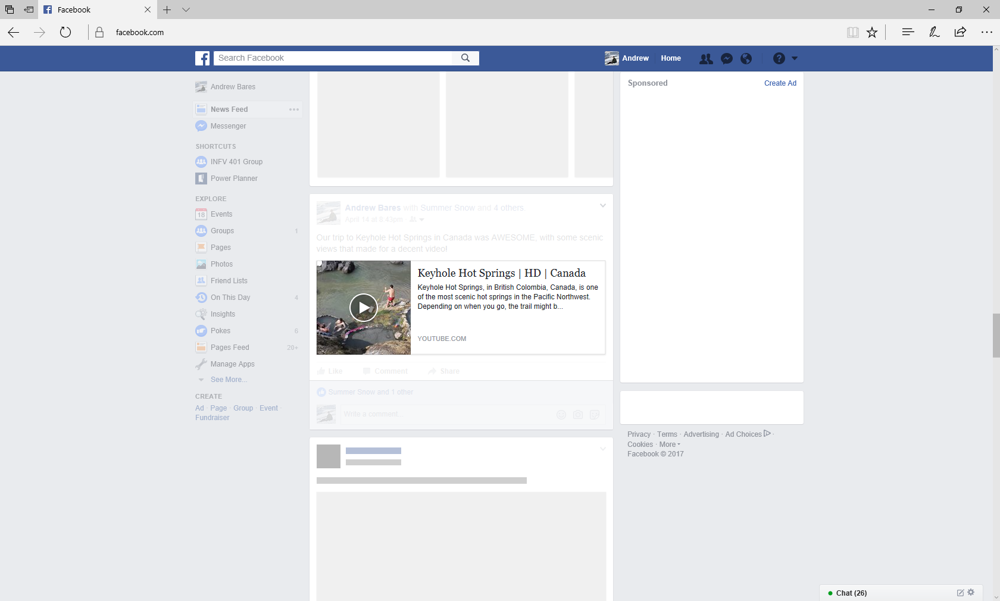 Facebook
facebook.com
Search Facebook
Andrew
Home
Andrew Bares
News Feed
Messenger
SHORTCUTS
INFV 401 Group
Power Planner
EXPLORE
18 Events
Groups 1
Pages
Photos
Friend Lists
On This Day 4
Insights
Pokes 6
Pages Feed 20+
Manage Apps
See More...
CREATE
Ad · Page · Group · Event ·
Fundraiser
Andrew Bares with Summer Snow and 4 others.
April 14 at 8:43pm ·
Our trip to Keyhole Hot Springs in Canada was AWESOME, with some scenic
views that made for a decent video!
Keyhole Hot Springs | HD | Canada
Keyhole Hot Springs, in British Colombia, Canada, is one
of the most scenic hot springs in the Pacific Northwest.
Depending on when you go, the trail might b...
YOUTUBE.COM
Like Comment Share
Summer Snow and 1 other
Write a comment...
Sponsored Create Ad
Privacy · Terms · Advertising · Ad Choices ·
Cookies · More
Facebook © 2017
Chat (26)